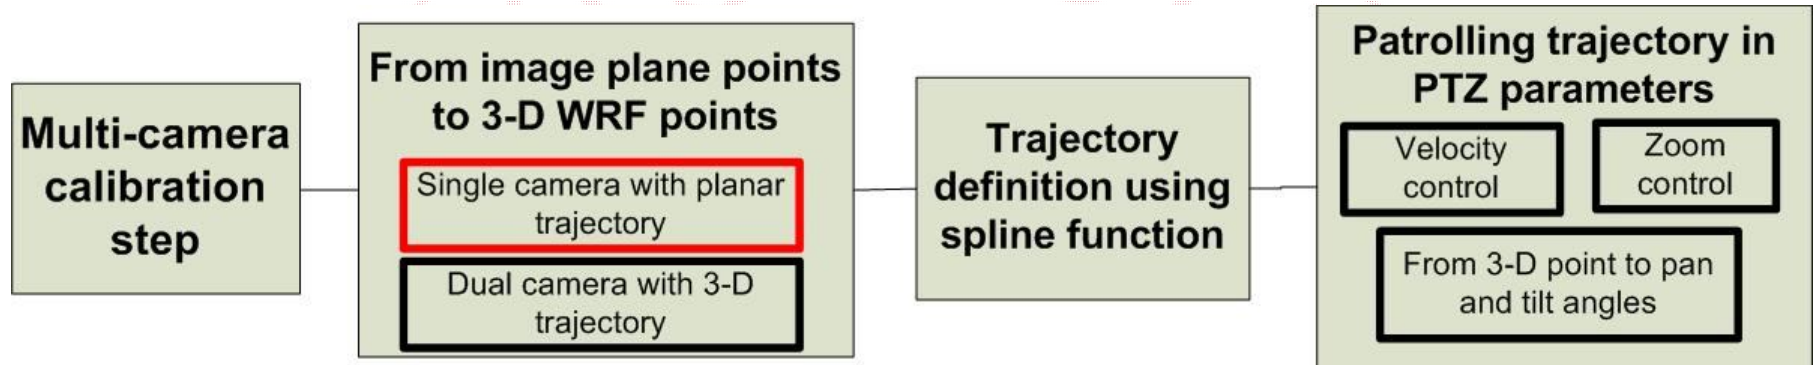 Multi-camera
calibration
step
From image plane points
to 3-D WRF points
Single camera with planar
trajectory
Dual camera with 3-D
trajectory
Trajectory
definition using
spline function
Patrolling trajectory in
PTZ parameters
Velocity
control
Zoom
control
From 3-D point to pan
and tilt angles